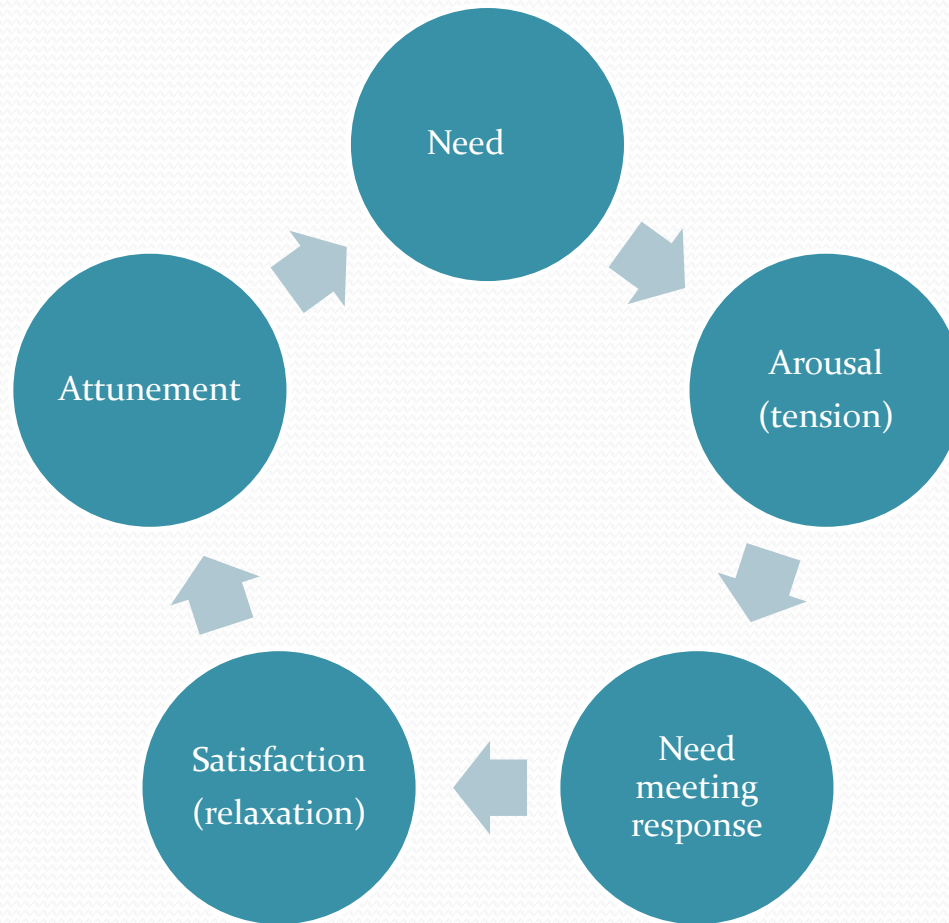 Need
Arousal
(tension)
Need
meeting
response
Satisfaction
(relaxation)
Attunement